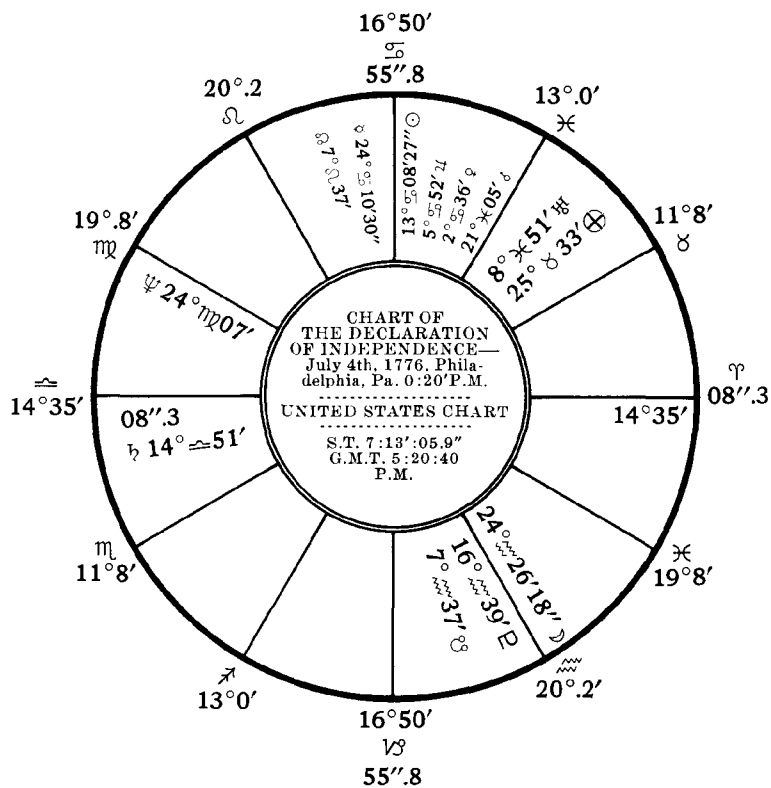 16°50′
♋
55″.8
20°.2
♌
13°.0′
♓
☊ 7° ♌ 37′
☿ 24° ♋ 10′30″
13° ♋ 08′27″ ☉
5° ♋ 52′ ♃
2° ♋ 36′ ♀
21° ♓ 05′
8° ♓ 51′ ♅
25° ♉ 33′ ⊗
19°.8′
♍
11°8′
♉
♆ 24° ♍ 07′
CHART OF
THE DECLARATION
OF INDEPENDENCE—
July 4th, 1776, Phila-
delphia, Pa. 0:20′P.M.
UNITED STATES CHART
S.T. 7:13′:05.9″
G.M.T. 5:20:40
P.M.
♎
14°35′
♈
08″.3
14°35′
08″.3
♄ 14° ♎ 51′
♏
11°8′
♓
19°8′
24° ♒ 26′18″ ☽
16° ♒ 39′ ♇
7° ♒ 37′ ☋
♐
13°0′
♒
20°.2′
16°50′
♑
55″.8